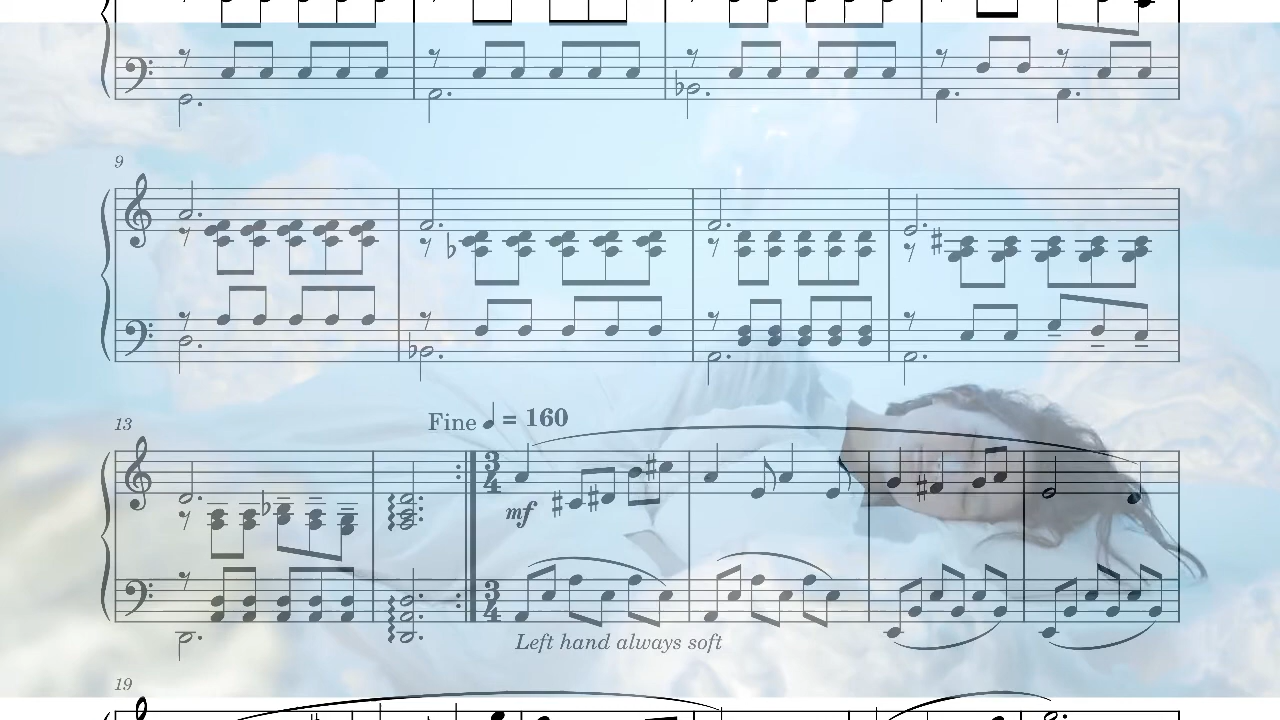 9
13
Fine ♩ = 160
3
4
mf
3
4
Left hand always soft
19